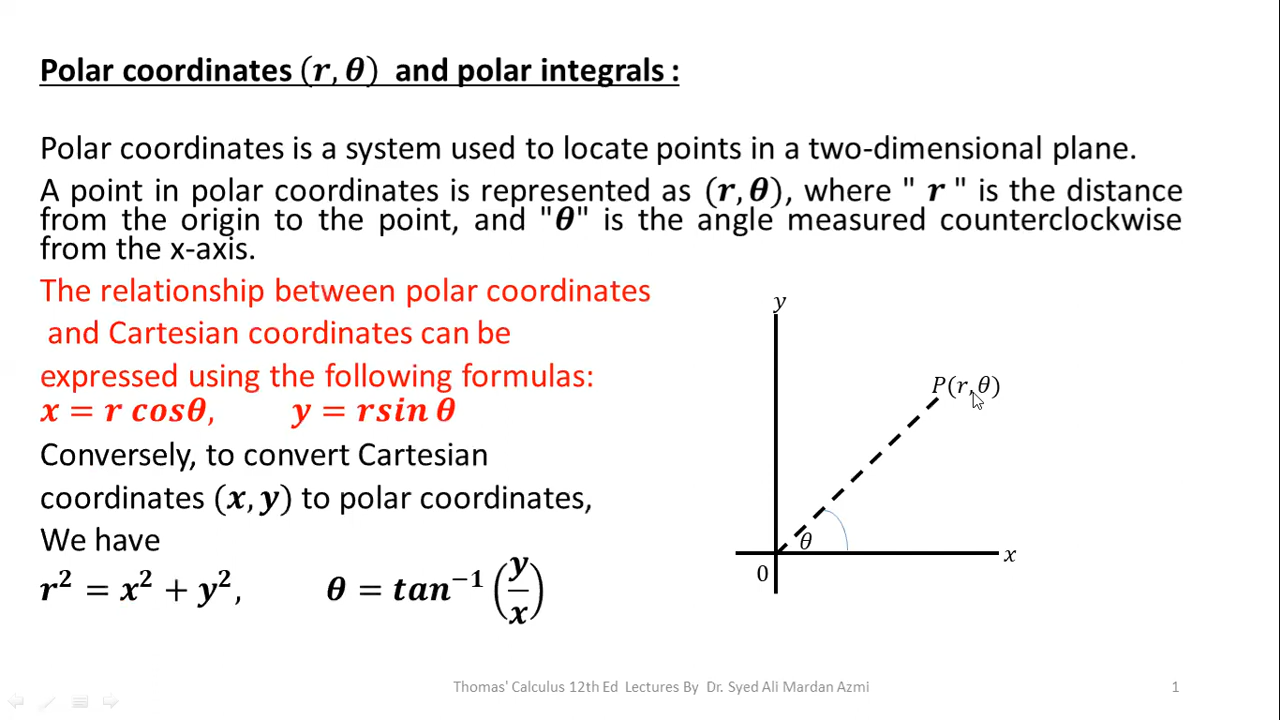 Polar coordinates (r, θ) and polar integrals :
Polar coordinates is a system used to locate points in a two-dimensional plane.
A point in polar coordinates is represented as (r, θ), where " r " is the distance
from the origin to the point, and "θ" is the angle measured counterclockwise
from the x-axis.
The relationship between polar coordinates
and Cartesian coordinates can be
expressed using the following formulas:
x = r cosθ, y = rsin θ
Conversely, to convert Cartesian
coordinates (x, y) to polar coordinates,
We have
r² = x² + y², θ = tan⁻¹ (y/x)
y
P(r, θ)
θ
x
0
Thomas' Calculus 12th Ed Lectures By Dr. Syed Ali Mardan Azmi
1